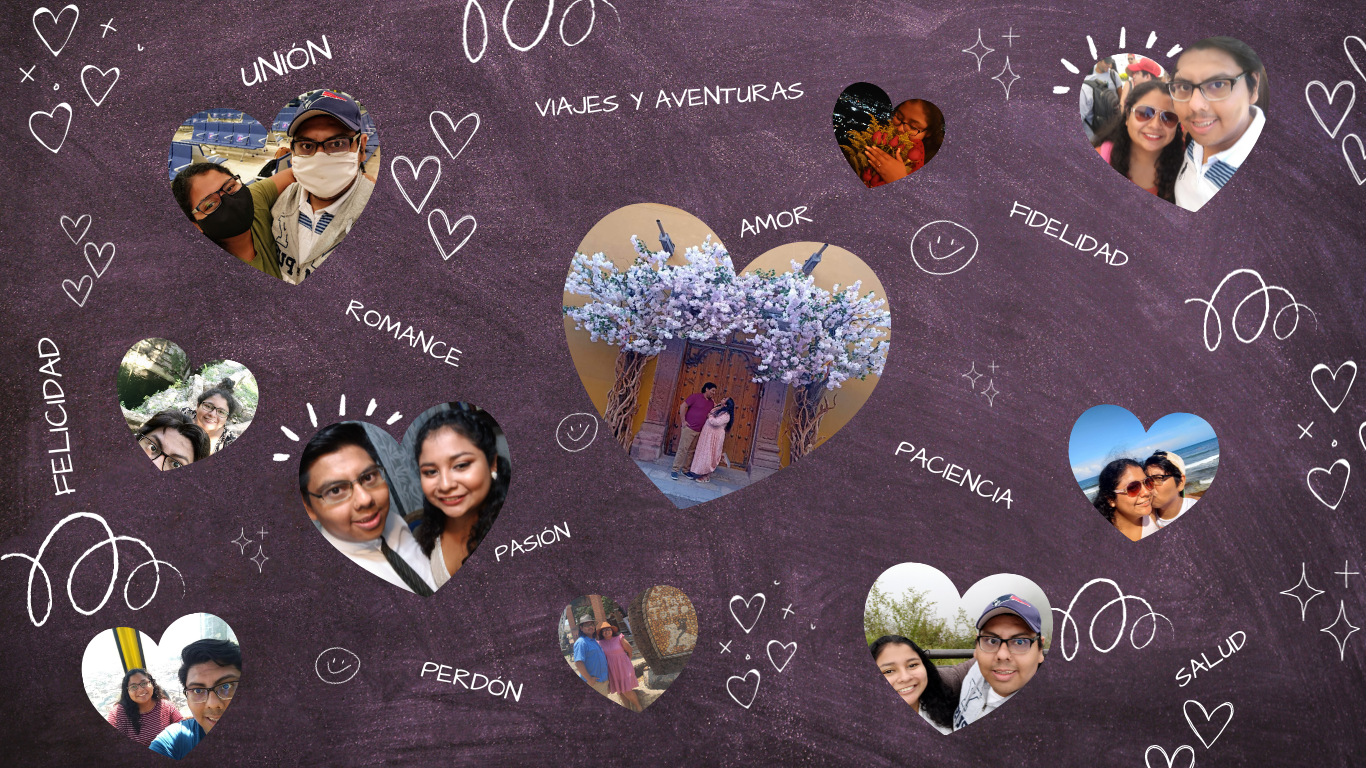 UNIÓN
VIAJES Y AVENTURAS
AMOR
FIDELIDAD
ROMANCE
FELICIDAD
PACIENCIA
PASIÓN
PERDÓN
SALUD